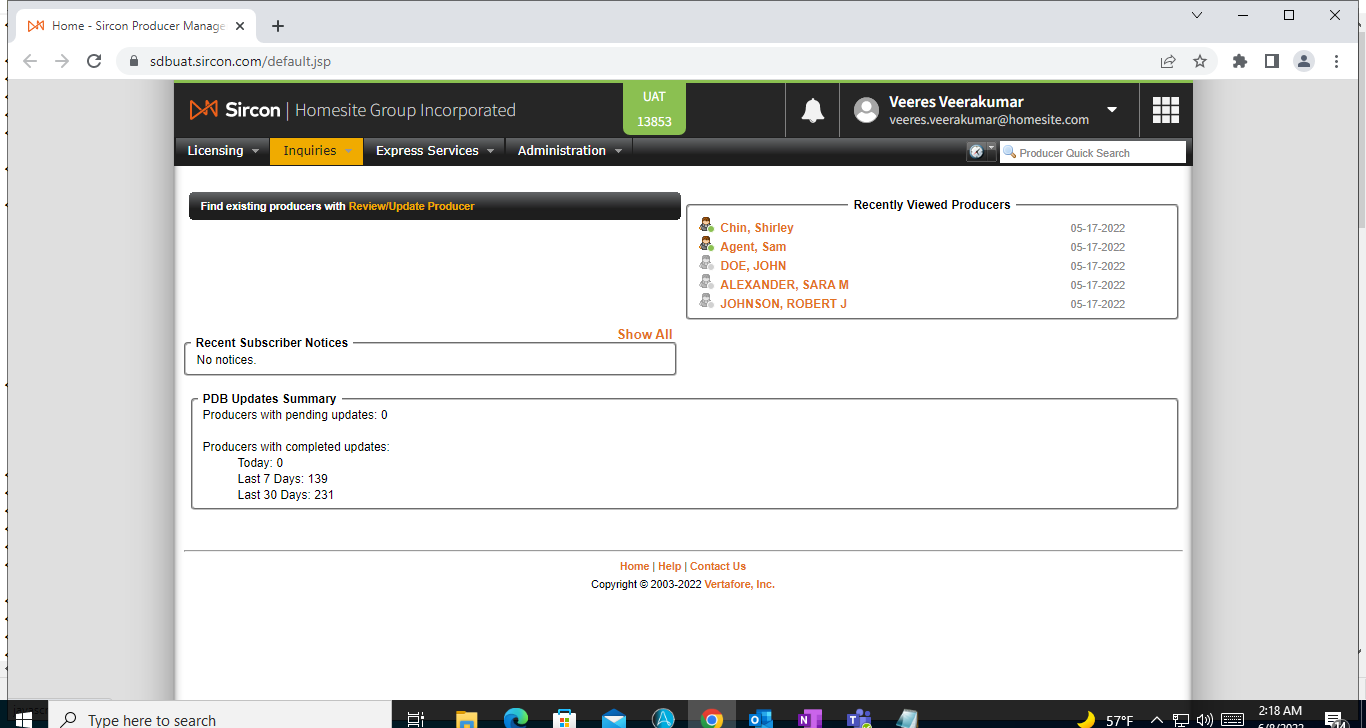 Home - Sircon Producer Manage
sdbuat.sircon.com/default.jsp
Sircon | Homesite Group Incorporated
UAT
13853
Veeres Veerakumar
veeres.veerakumar@homesite.com
Licensing Inquiries Express Services Administration
Producer Quick Search
Find existing producers with Review/Update Producer
Recently Viewed Producers
Chin, Shirley 05-17-2022
Agent, Sam 05-17-2022
DOE, JOHN 05-17-2022
ALEXANDER, SARA M 05-17-2022
JOHNSON, ROBERT J 05-17-2022
Show All
Recent Subscriber Notices
No notices.
PDB Updates Summary
Producers with pending updates: 0
Producers with completed updates:
Today: 0
Last 7 Days: 139
Last 30 Days: 231
Home | Help | Contact Us
Copyright © 2003-2022 Vertafore, Inc.
Type here to search
57°F
2:18 AM
6/8/2022
14